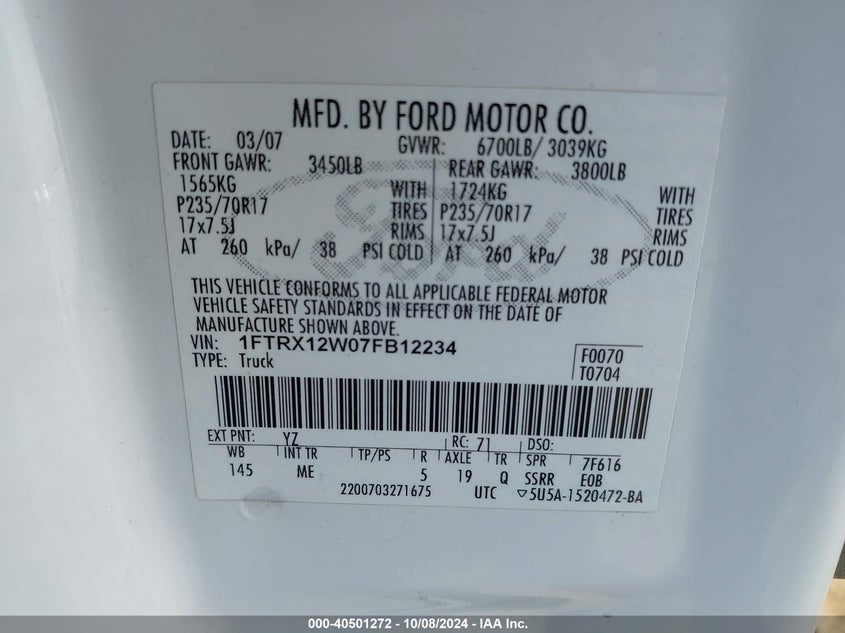 MFD. BY FORD MOTOR CO.
DATE: 03/07 GVWR: 6700LB/ 3039KG
FRONT GAWR: 3450LB REAR GAWR: 3800LB
1565KG WITH 1724KG WITH
P235/70R17 TIRES P235/70R17 TIRES
17x7.5J RIMS 17x7.5J RIMS
AT 260 kPa/ 38 PSI COLD AT 260 kPa/ 38 PSI COLD
Ford
THIS VEHICLE CONFORMS TO ALL APPLICABLE FEDERAL MOTOR
VEHICLE SAFETY STANDARDS IN EFFECT ON THE DATE OF
MANUFACTURE SHOWN ABOVE.
VIN: 1FTRX12W07FB12234 F0070
TYPE: Truck T0704
EXT PNT: YZ RC: 71 DSO:
WB INT TR TP/PS R AXLE TR SPR 7F616
145 ME 5 19 Q SSRR EOB
2200703271675 UTC ▽5U5A-1520472-BA
000-40501272 - 10/08/2024 - IAA Inc.